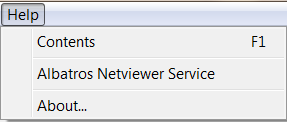 Help
Contents F1
Albatros Netviewer Service
About...